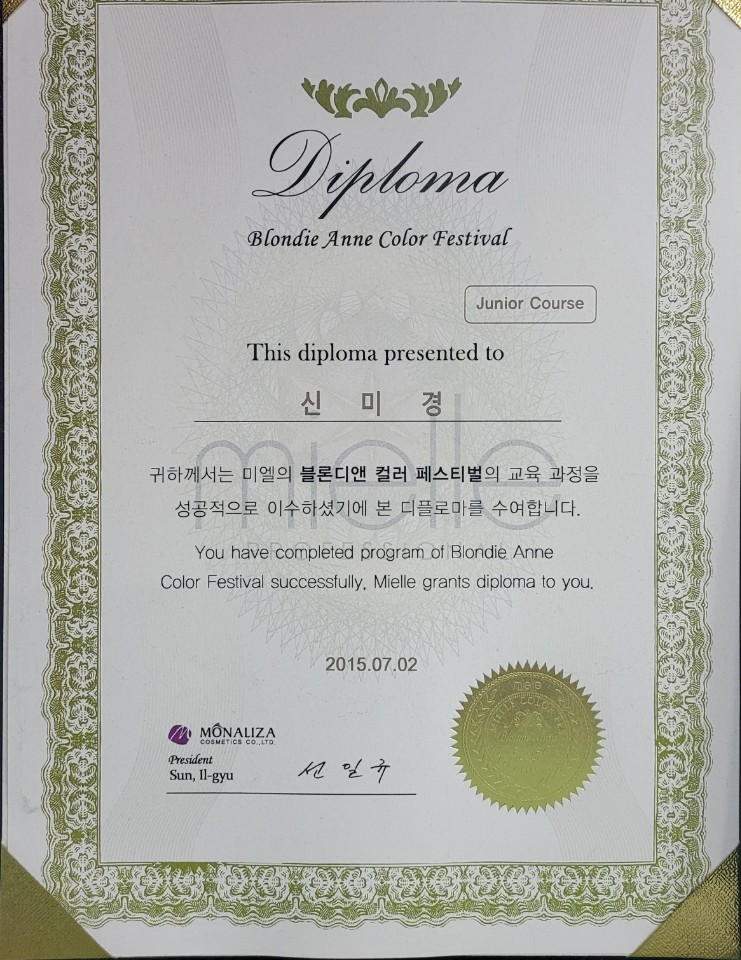 Diploma
Blondie Anne Color Festival
Junior Course
This diploma presented to
신 미 경
mielle
PROFESSIONAL
귀하께서는 미엘의 블론디앤 컬러 페스티벌의 교육 과정을
성공적으로 이수하셨기에 본 디플로마를 수여합니다.
You have completed program of Blondie Anne
Color Festival successfully, Mielle grants diploma to you.
2015.07.02
MÔNALIZA
COSMETICS CO.,LTD.
President
Sun, Il-gyu
선 일 규
mielle